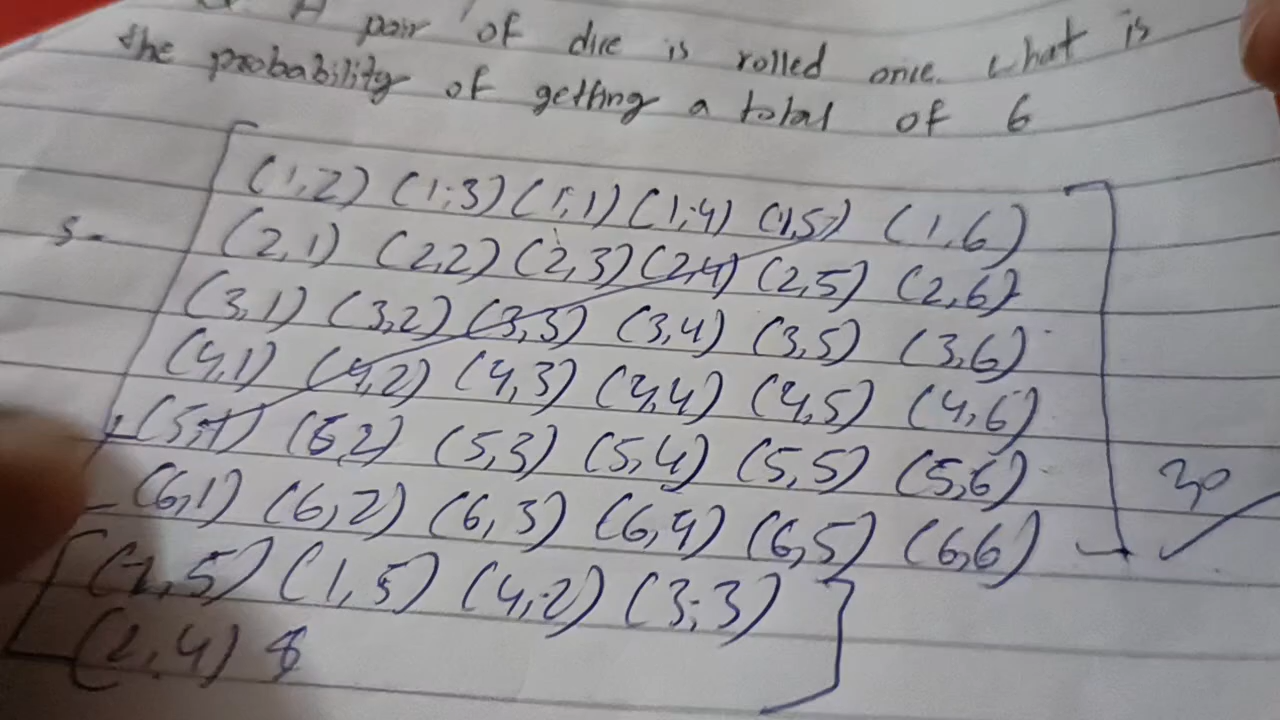 A pair of dice is rolled once. what is
the probability of getting a total of 6
(1,2) (1,3) (1,1) (1,4) (1,5) (1,6)
S- (2,1) (2,2) (2,3) (2,4) (2,5) (2,6)
(3,1) (3,2) (3,3) (3,4) (3,5) (3,6)
(4,1) (4,2) (4,3) (4,4) (4,5) (4,6)
(5,1) (5,2) (5,3) (5,4) (5,5) (5,6)
(6,1) (6,2) (6,3) (6,4) (6,5) (6,6)
30
(1,5) (4,2) (3,3)
(2,4)